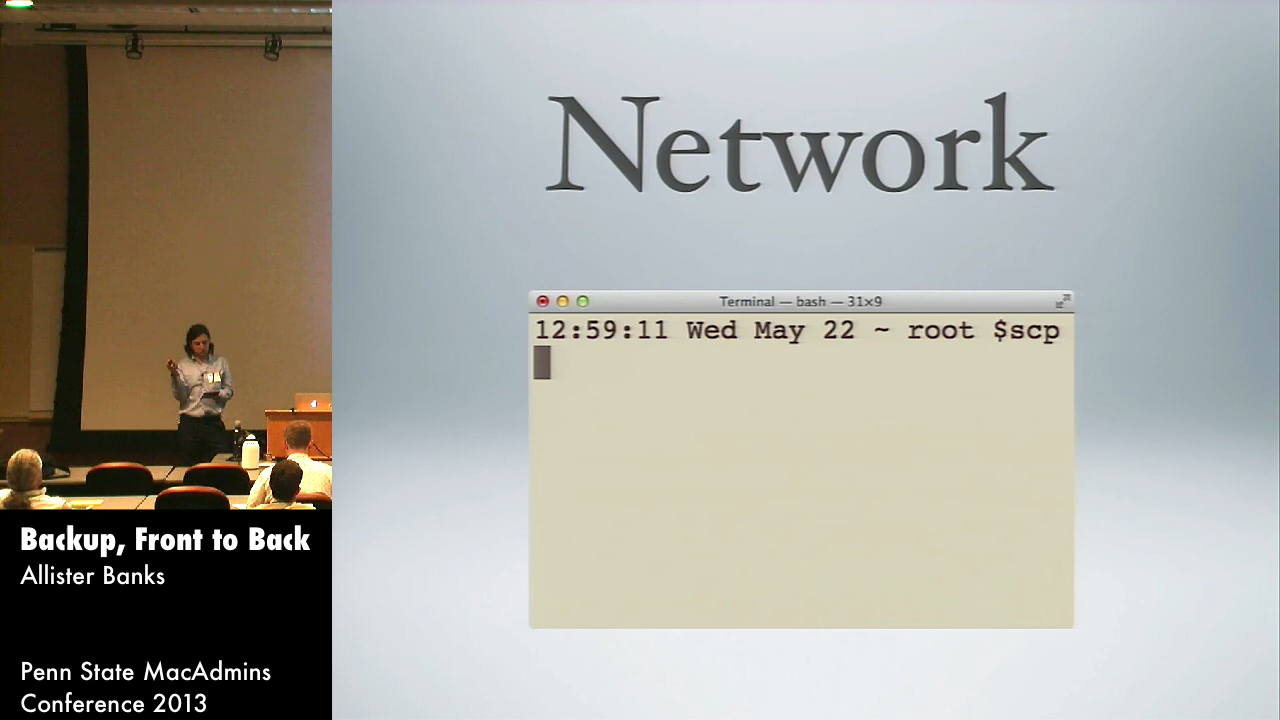 Network
Terminal — bash — 31×9
12:59:11 Wed May 22 ~ root $scp
Backup, Front to Back
Allister Banks
Penn State MacAdmins
Conference 2013